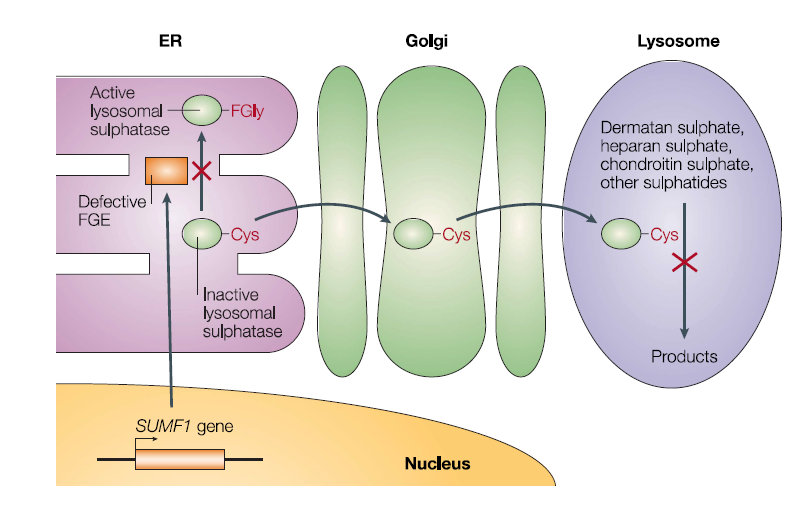 ER
Golgi
Lysosome
Active
lysosomal
sulphatase
FGly
Defective
FGE
Cys
Inactive
lysosomal
sulphatase
Cys
Dermatan sulphate,
heparan sulphate,
chondroitin sulphate,
other sulphatides
Cys
Products
SUMF1 gene
Nucleus